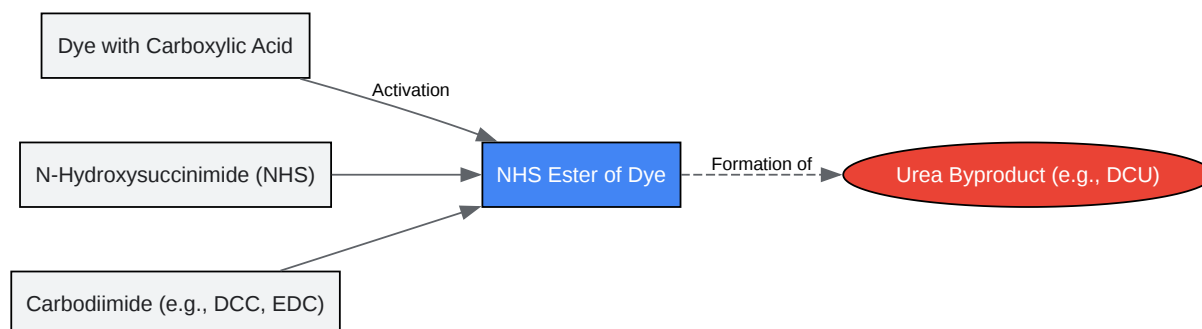 Dye with Carboxylic Acid
Activation
N-Hydroxysuccinimide (NHS)
NHS Ester of Dye
Formation of
Urea Byproduct (e.g., DCU)
Carbodiimide (e.g., DCC, EDC)